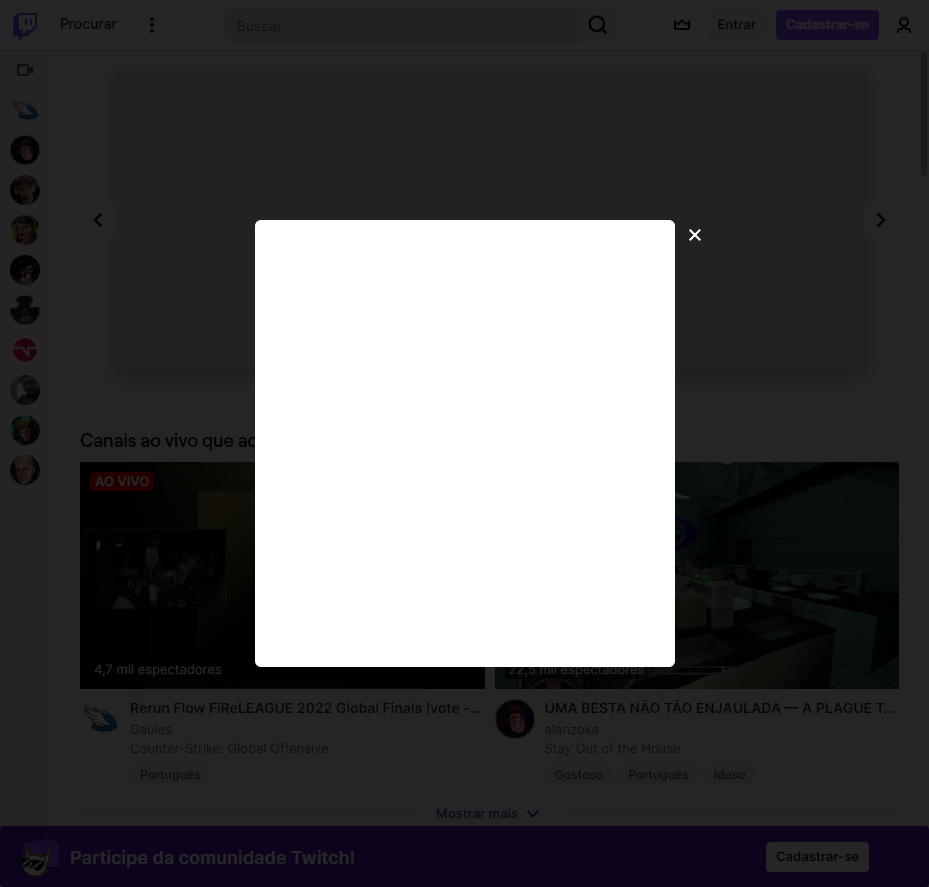 Procurar
Buscar
Entrar
Cadastrar-se
Canais ao vivo que ac
AO VIVO
4,7 mil espectadores
22,5 mil espectadores
Rerun Flow FiReLEAGUE 2022 Global Finals !vote -...
Gaules
Counter-Strike: Global Offensive
Português
UMA BESTA NÃO TÃO ENJAULADA — A PLAGUE T...
alanzoka
Stay Out of the House
Gostoso Português Idoso
Mostrar mais
Participe da comunidade Twitch!
Cadastrar-se